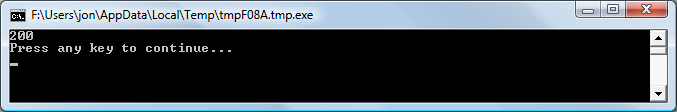 F:\Users\jon\AppData\Local\Temp\tmpF08A.tmp.exe
200
Press any key to continue...